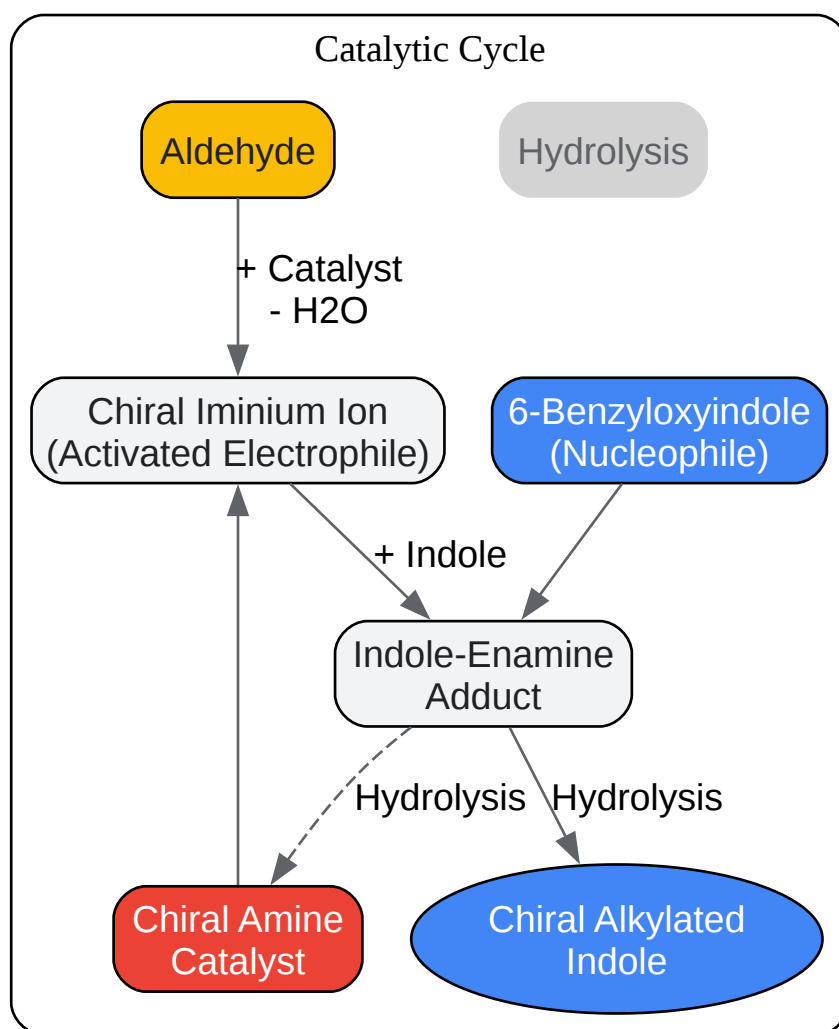 Catalytic Cycle
Aldehyde
Hydrolysis
+ Catalyst
- H2O
Chiral Iminium Ion
(Activated Electrophile)
6-Benzyloxyindole
(Nucleophile)
+ Indole
Indole-Enamine
Adduct
Hydrolysis
Hydrolysis
Chiral Amine
Catalyst
Chiral Alkylated
Indole